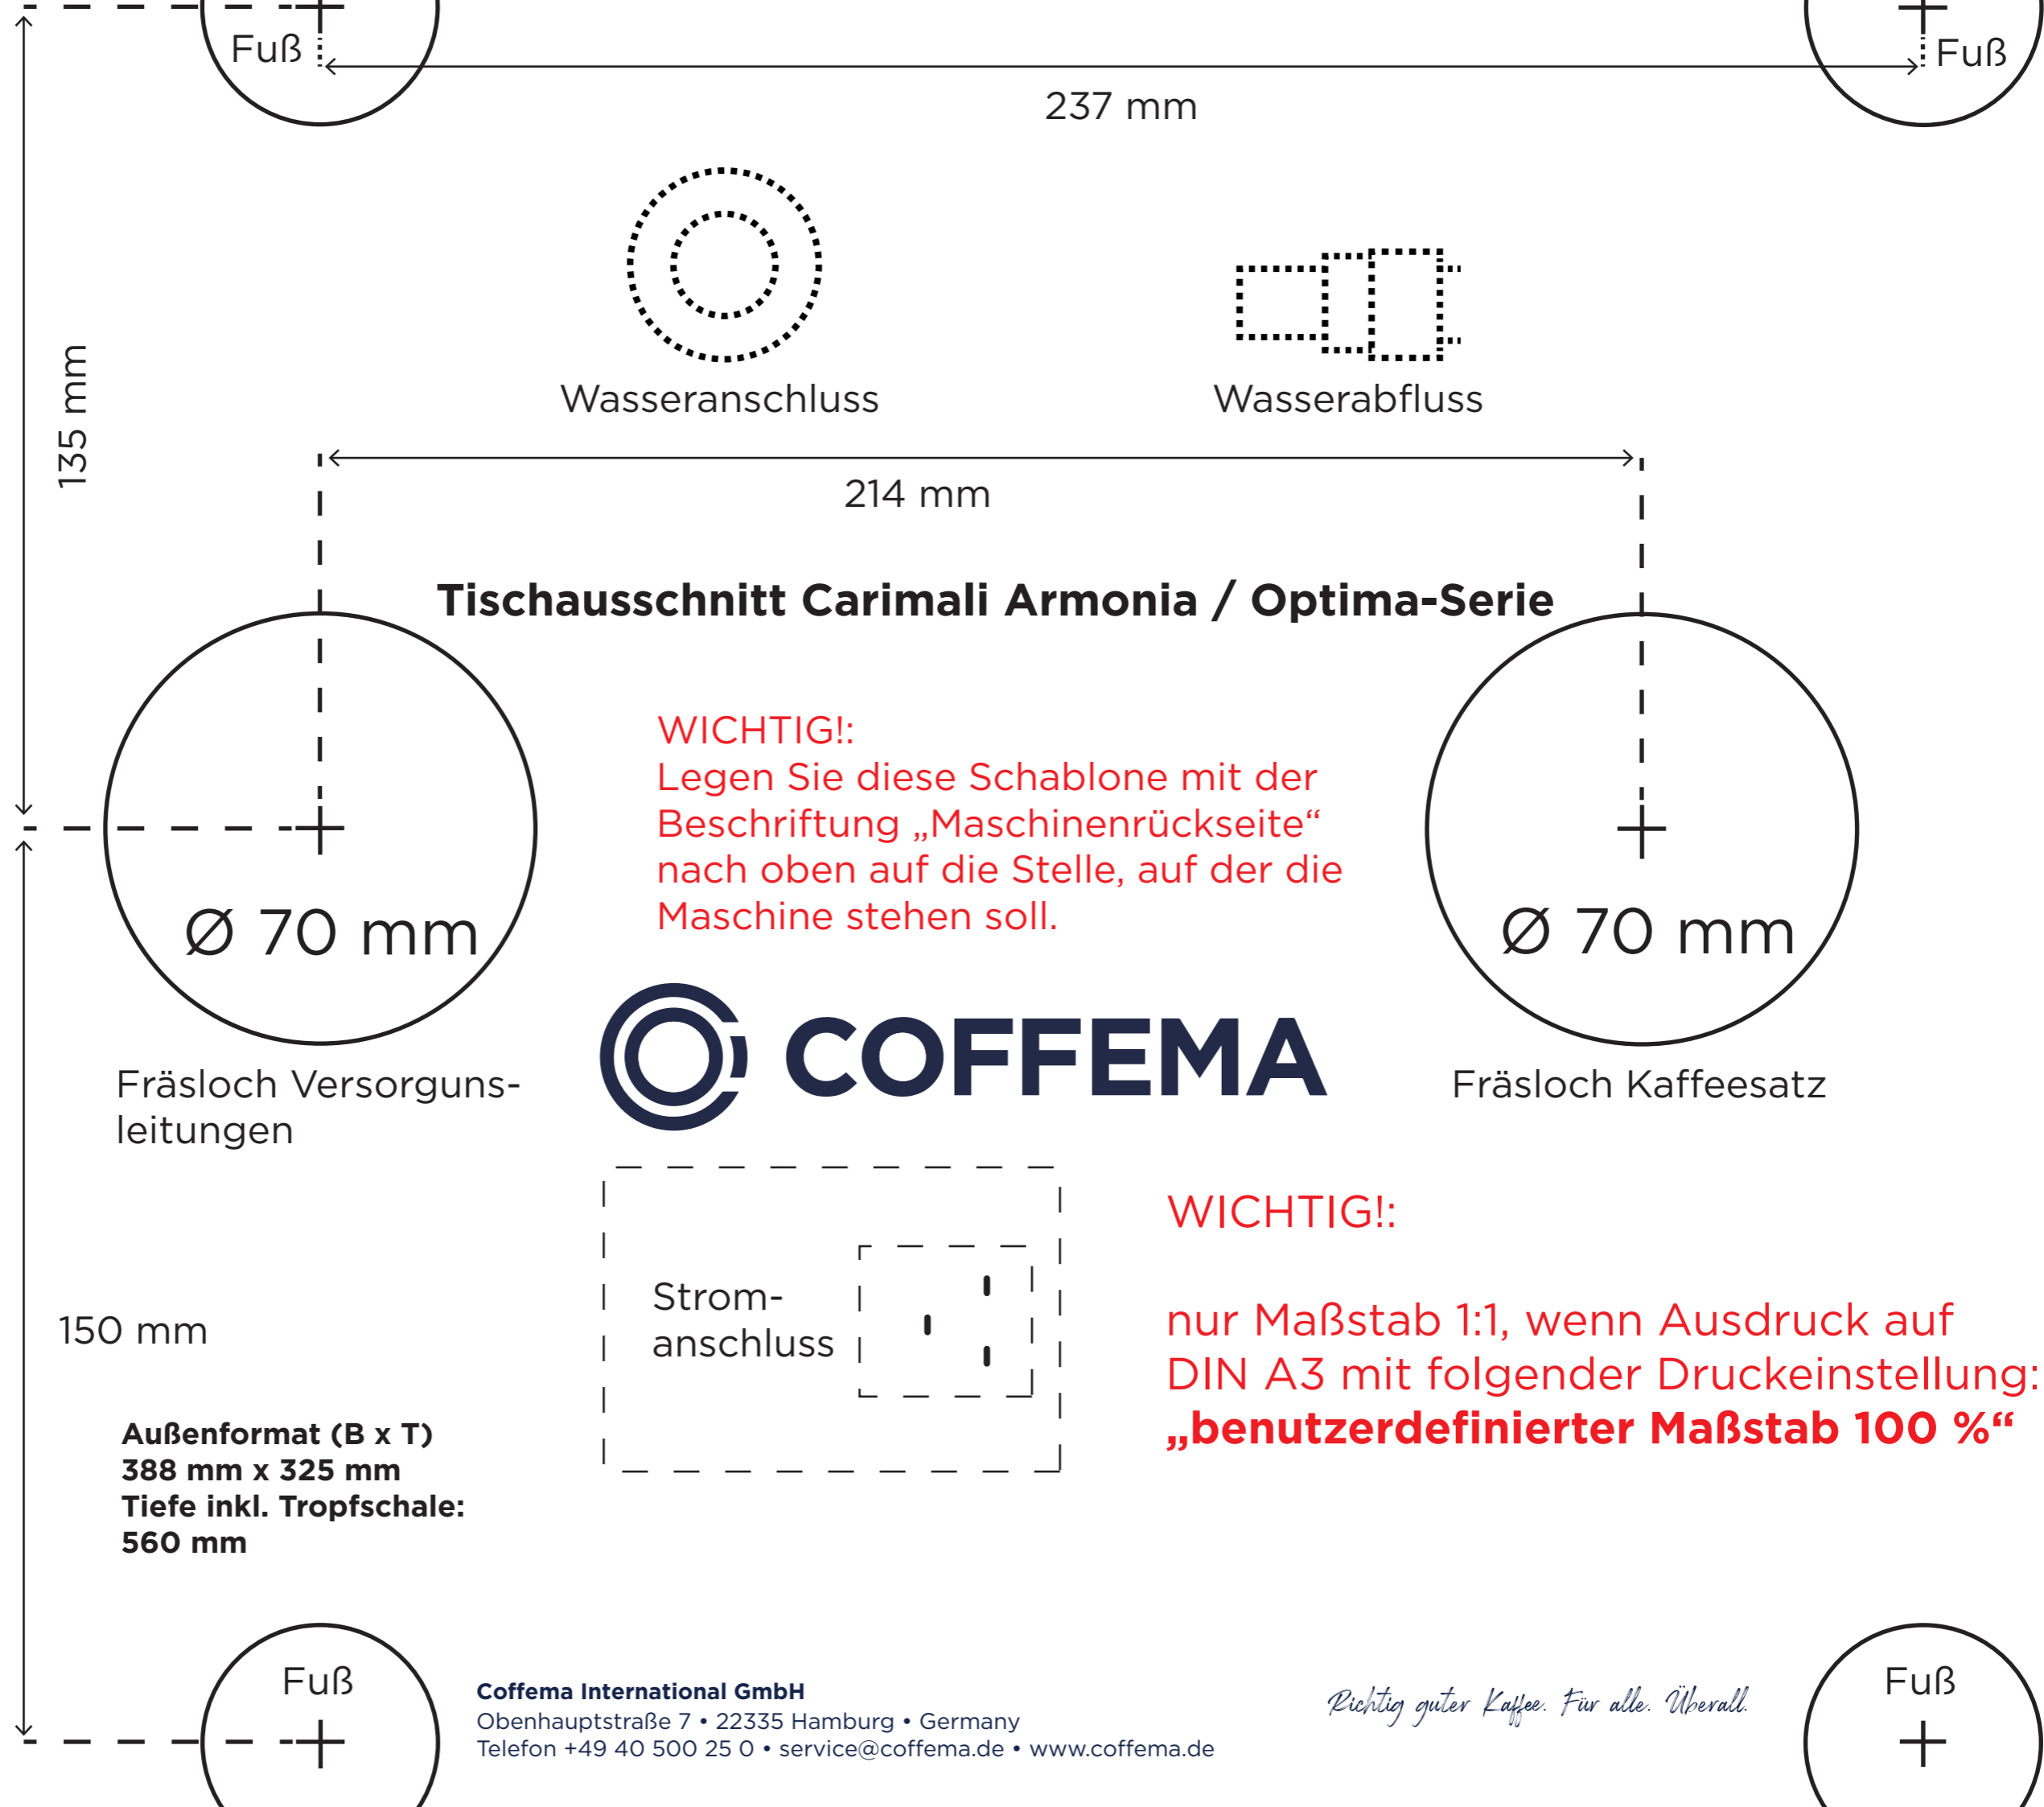 Fuß
Fuß
237 mm
135 mm
Wasseranschluss
Wasserabfluss
214 mm
Tischausschnitt Carimali Armonia / Optima-Serie
WICHTIG!:
Legen Sie diese Schablone mit der
Beschriftung „Maschinenrückseite“
nach oben auf die Stelle, auf der die
Maschine stehen soll.
Ø 70 mm
Ø 70 mm
COFFEMA
Fräsloch Versorguns-
leitungen
Fräsloch Kaffeesatz
WICHTIG!:
Strom-
anschluss
nur Maßstab 1:1, wenn Ausdruck auf
DIN A3 mit folgender Druckeinstellung:
„benutzerdefinierter Maßstab 100 %“
150 mm
Außenformat (B x T)
388 mm x 325 mm
Tiefe inkl. Tropfschale:
560 mm
Fuß
Fuß
Coffema International GmbH
Obenhauptstraße 7 • 22335 Hamburg • Germany
Telefon +49 40 500 25 0 • service@coffema.de • www.coffema.de
Richtig guter Kaffee. Für alle. Überall.